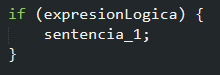 if (expresionLogica) {
    sentencia_1;
}